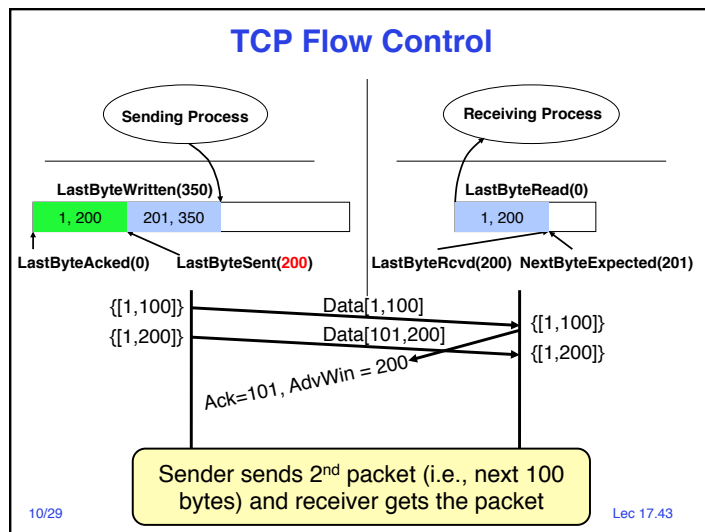 TCP Flow Control
Sending Process
Receiving Process
LastByteWritten(350)
LastByteRead(0)
1, 200
201, 350
1, 200
LastByteAcked(0)
LastByteSent(200)
LastByteRcvd(200)
NextByteExpected(201)
{[1,100]}
Data[1,100]
{[1,100]}
{[1,200]}
Data[101,200]
{[1,200]}
Ack=101, AdvWin = 200
Sender sends 2nd packet (i.e., next 100
bytes) and receiver gets the packet
10/29
Lec 17.43